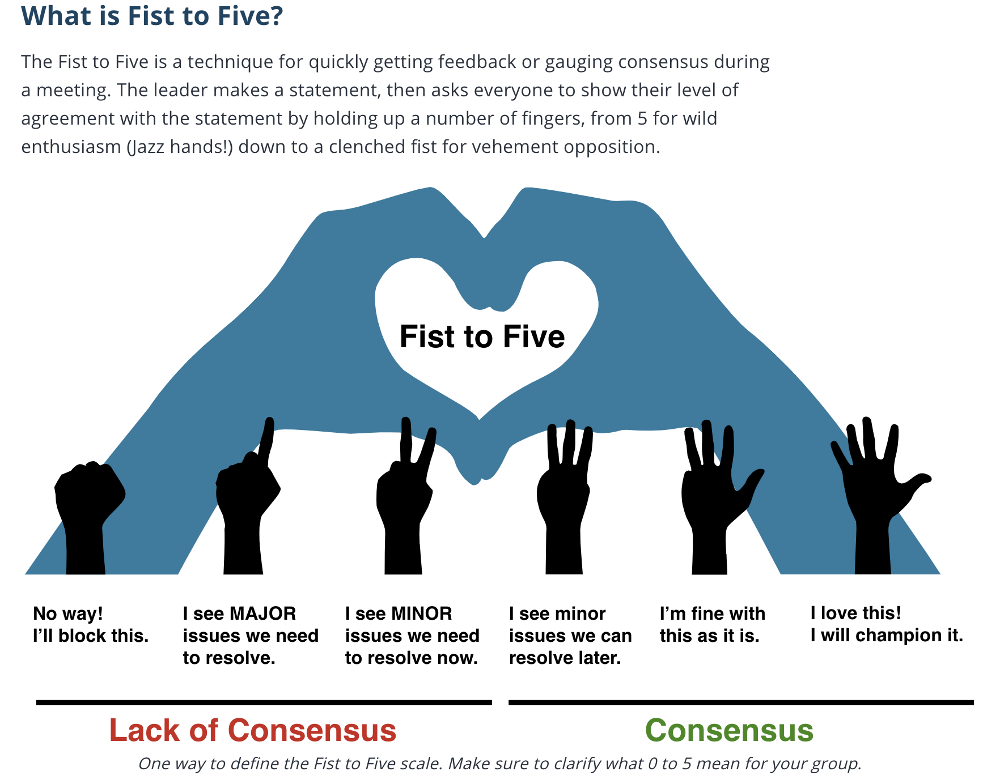 What is Fist to Five?
The Fist to Five is a technique for quickly getting feedback or gauging consensus during
a meeting. The leader makes a statement, then asks everyone to show their level of
agreement with the statement by holding up a number of fingers, from 5 for wild
enthusiasm (Jazz hands!) down to a clenched fist for vehement opposition.
Fist to Five
No way!
I’ll block this.
I see MAJOR
issues we need
to resolve.
I see MINOR
issues we need
to resolve now.
I see minor
issues we can
resolve later.
I’m fine with
this as it is.
I love this!
I will champion it.
Lack of Consensus
Consensus
One way to define the Fist to Five scale. Make sure to clarify what 0 to 5 mean for your group.